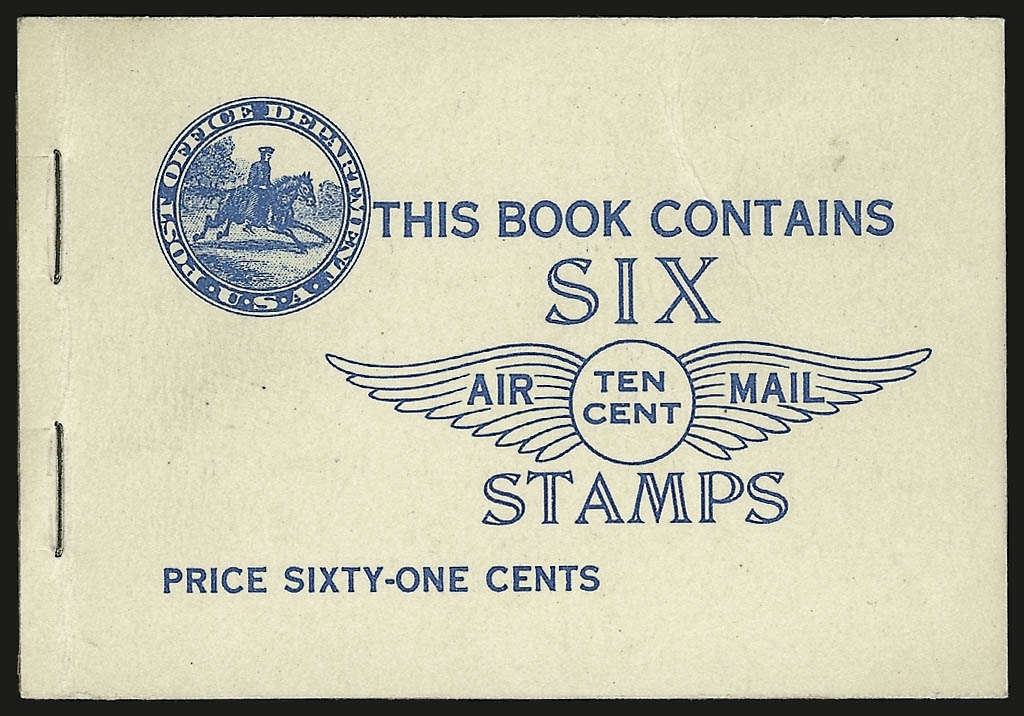 POST OFFICE DEPARTMENT
·U·S·A·
THIS BOOK CONTAINS
SIX
AIR TEN CENT MAIL
STAMPS
PRICE SIXTY-ONE CENTS